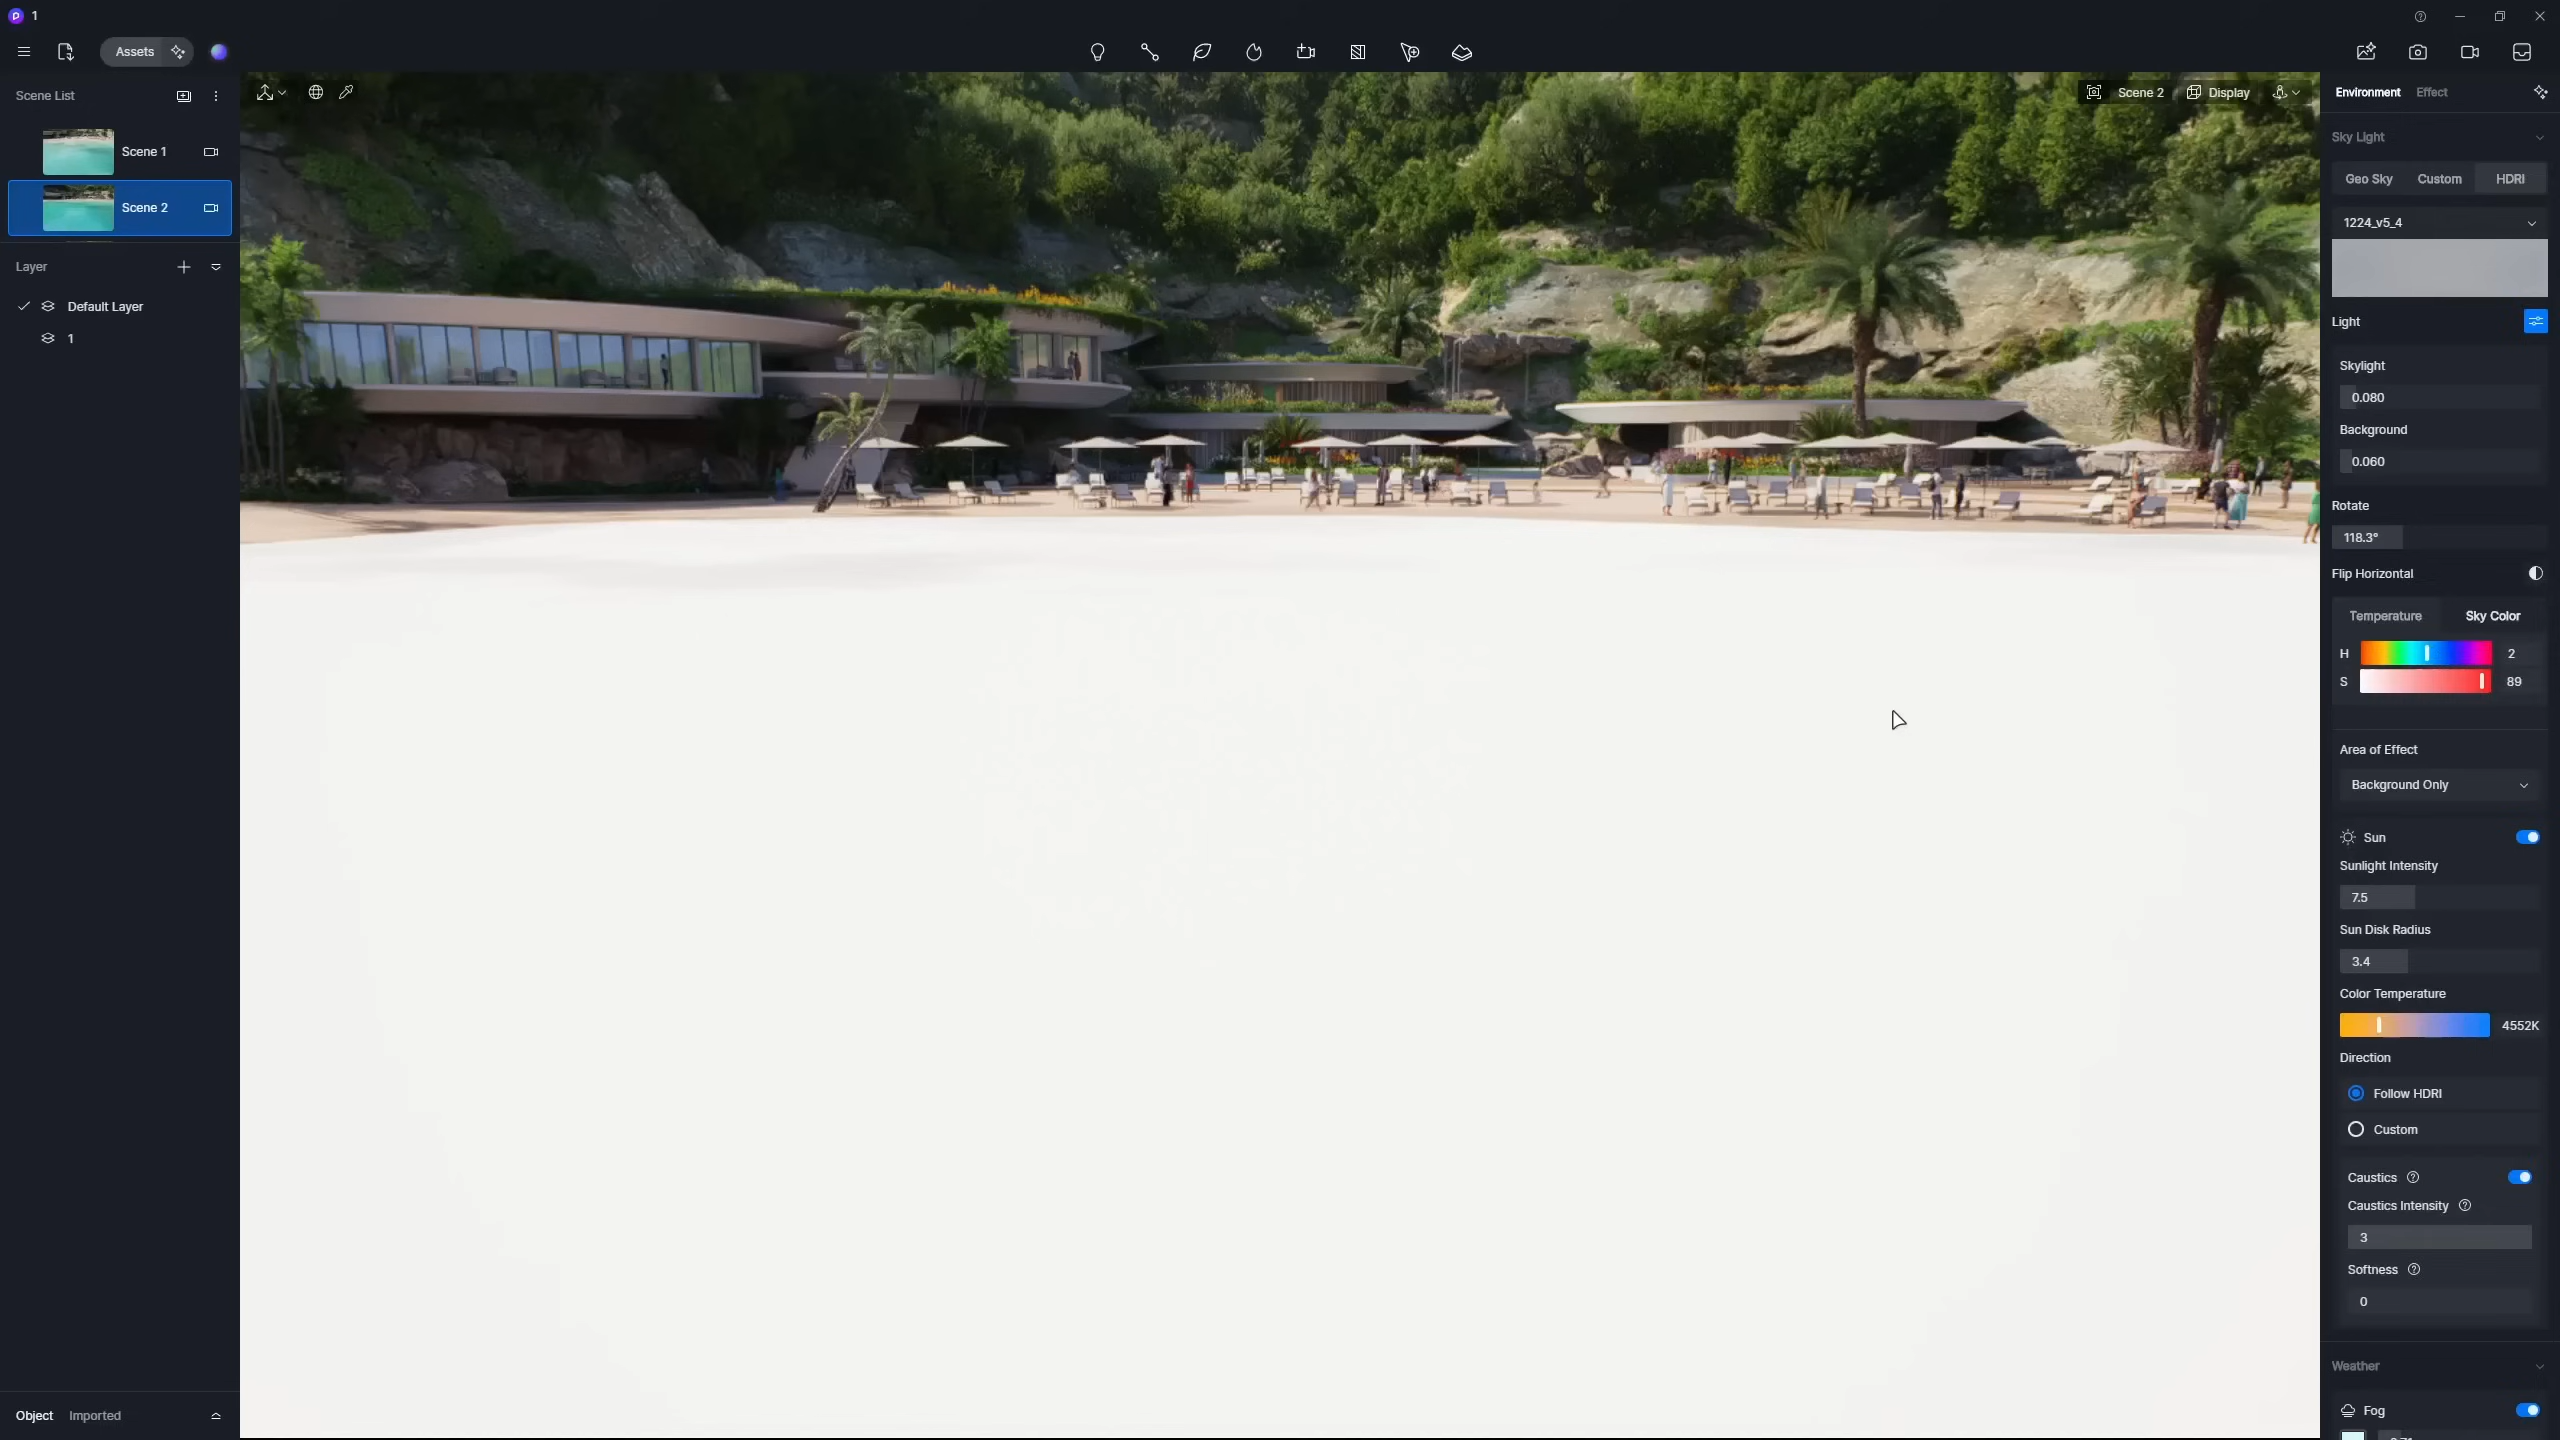 1
Assets
Scene List
Scene 1
Scene 2
Layer
Default Layer
1
Object Imported
Scene 2 Display
Environment Effect
Sky Light
Geo Sky Custom HDRI
1224_v5_4
Light
Skylight
0.080
Background
0.060
Rotate
118.3°
Flip Horizontal
Temperature Sky Color
H 2
S 89
Area of Effect
Background Only
Sun
Sunlight Intensity
7.5
Sun Disk Radius
3.4
Color Temperature
4552K
Direction
Follow HDRI
Custom
Caustics
Caustics Intensity
3
Softness
0
Weather
Fog